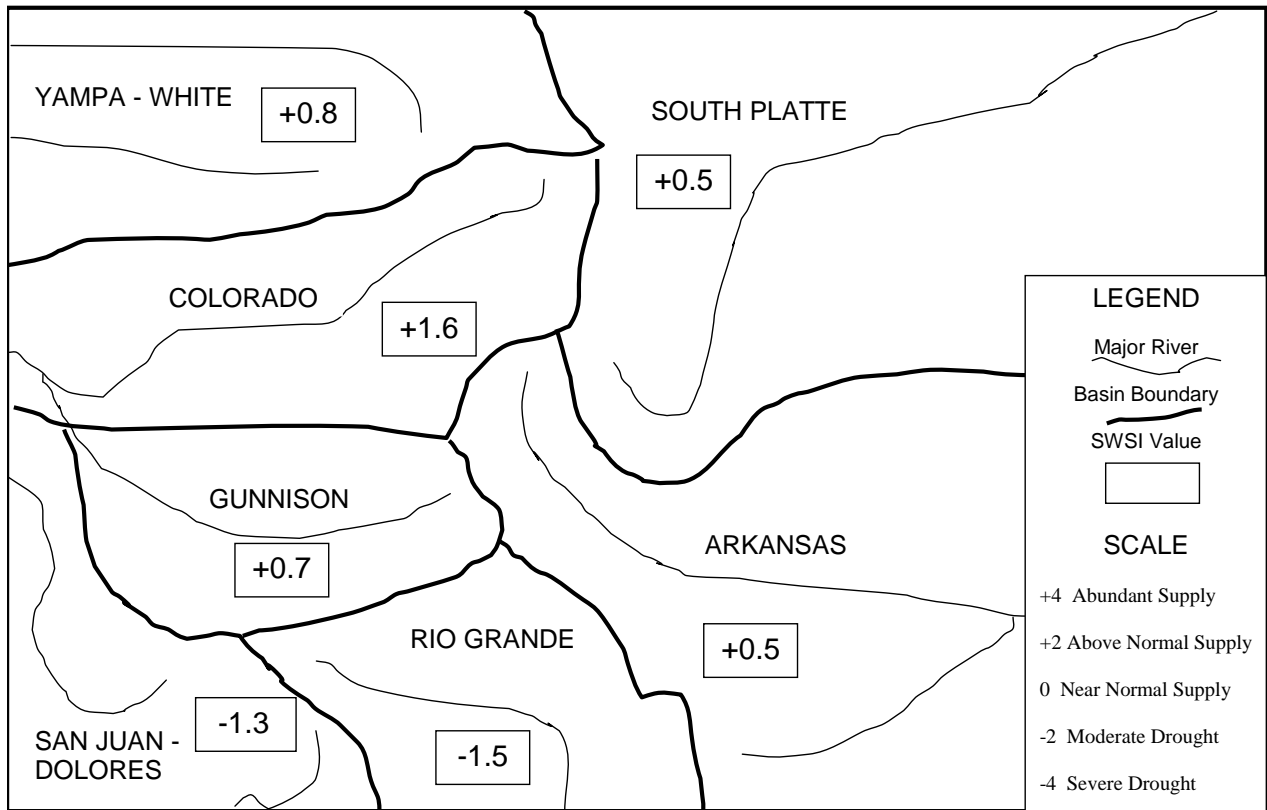 YAMPA - WHITE
+0.8
SOUTH PLATTE
+0.5
COLORADO
+1.6
GUNNISON
+0.7
ARKANSAS
+0.5
RIO GRANDE
-1.5
SAN JUAN -
DOLORES
-1.3
LEGEND
Major River
Basin Boundary
SWSI Value
SCALE
+4 Abundant Supply
+2 Above Normal Supply
0 Near Normal Supply
-2 Moderate Drought
-4 Severe Drought